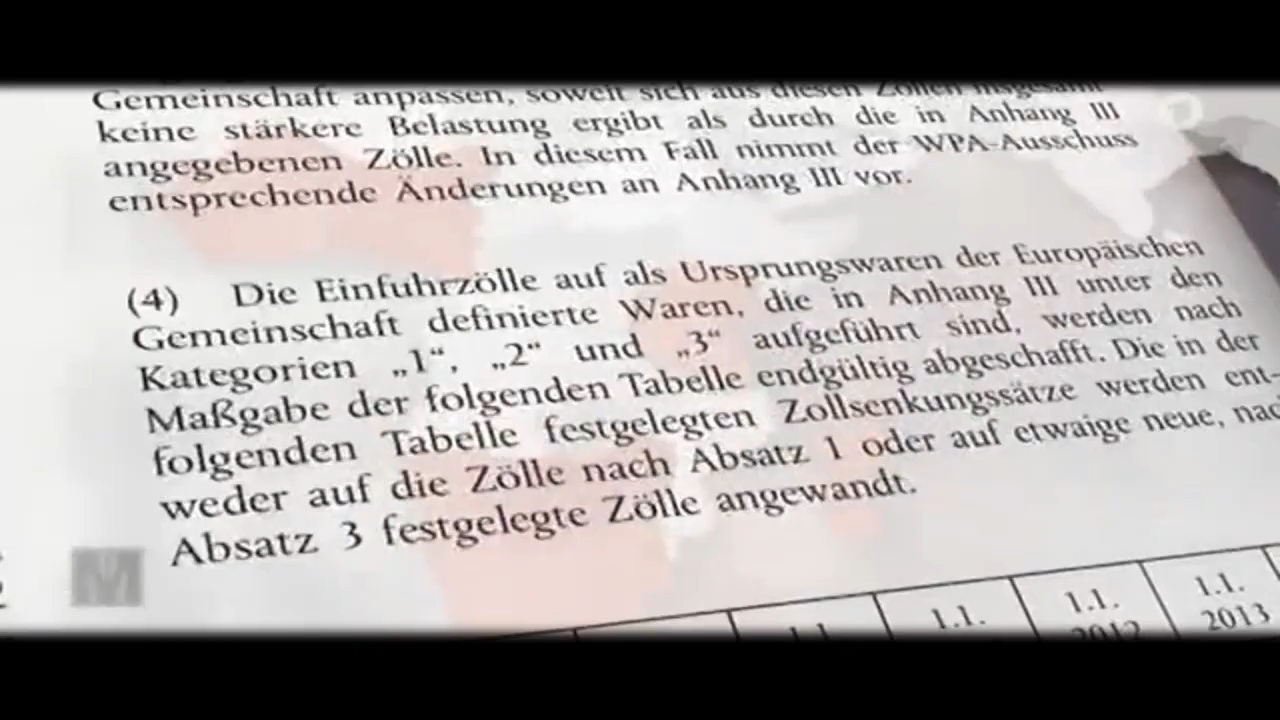 Gemeinschaft anpassen, soweit sich aus diesen Zöllen insgesamt
keine stärkere Belastung ergibt als durch die in Anhang III
angegebenen Zölle. In diesem Fall nimmt der WPA-Ausschuss
entsprechende Änderungen an Anhang III vor.
(4) Die Einfuhrzölle auf als Ursprungswaren der Europäischen
Gemeinschaft definierte Waren, die in Anhang III unter den
Kategorien „1“, „2“ und „3“ aufgeführt sind, werden nach
Maßgabe der folgenden Tabelle endgültig abgeschafft. Die in der
folgenden Tabelle festgelegten Zollsenkungssätze werden ent-
weder auf die Zölle nach Absatz 1 oder auf etwaige neue, nac
Absatz 3 festgelegte Zölle angewandt.
M
1.1. 1.1. 1.1. 1.1.
2012 2013